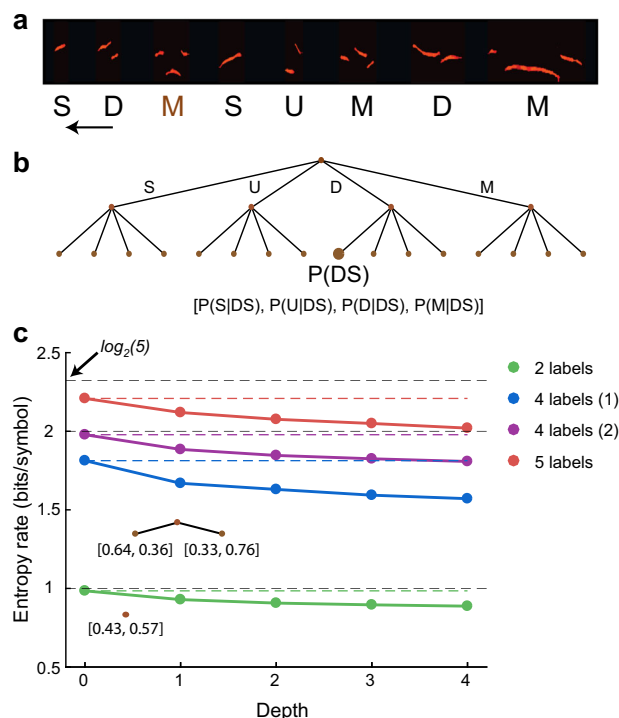 a
S D M S U M D M
b
S U D M
P(DS)
[P(S|DS), P(U|DS), P(D|DS), P(M|DS)]
c
log2(5)
2.5
2
1.5
1
0.5
Entropy rate (bits/symbol)
0 1 2 3 4
Depth
[0.64, 0.36] [0.33, 0.76]
[0.43, 0.57]
2 labels
4 labels (1)
4 labels (2)
5 labels